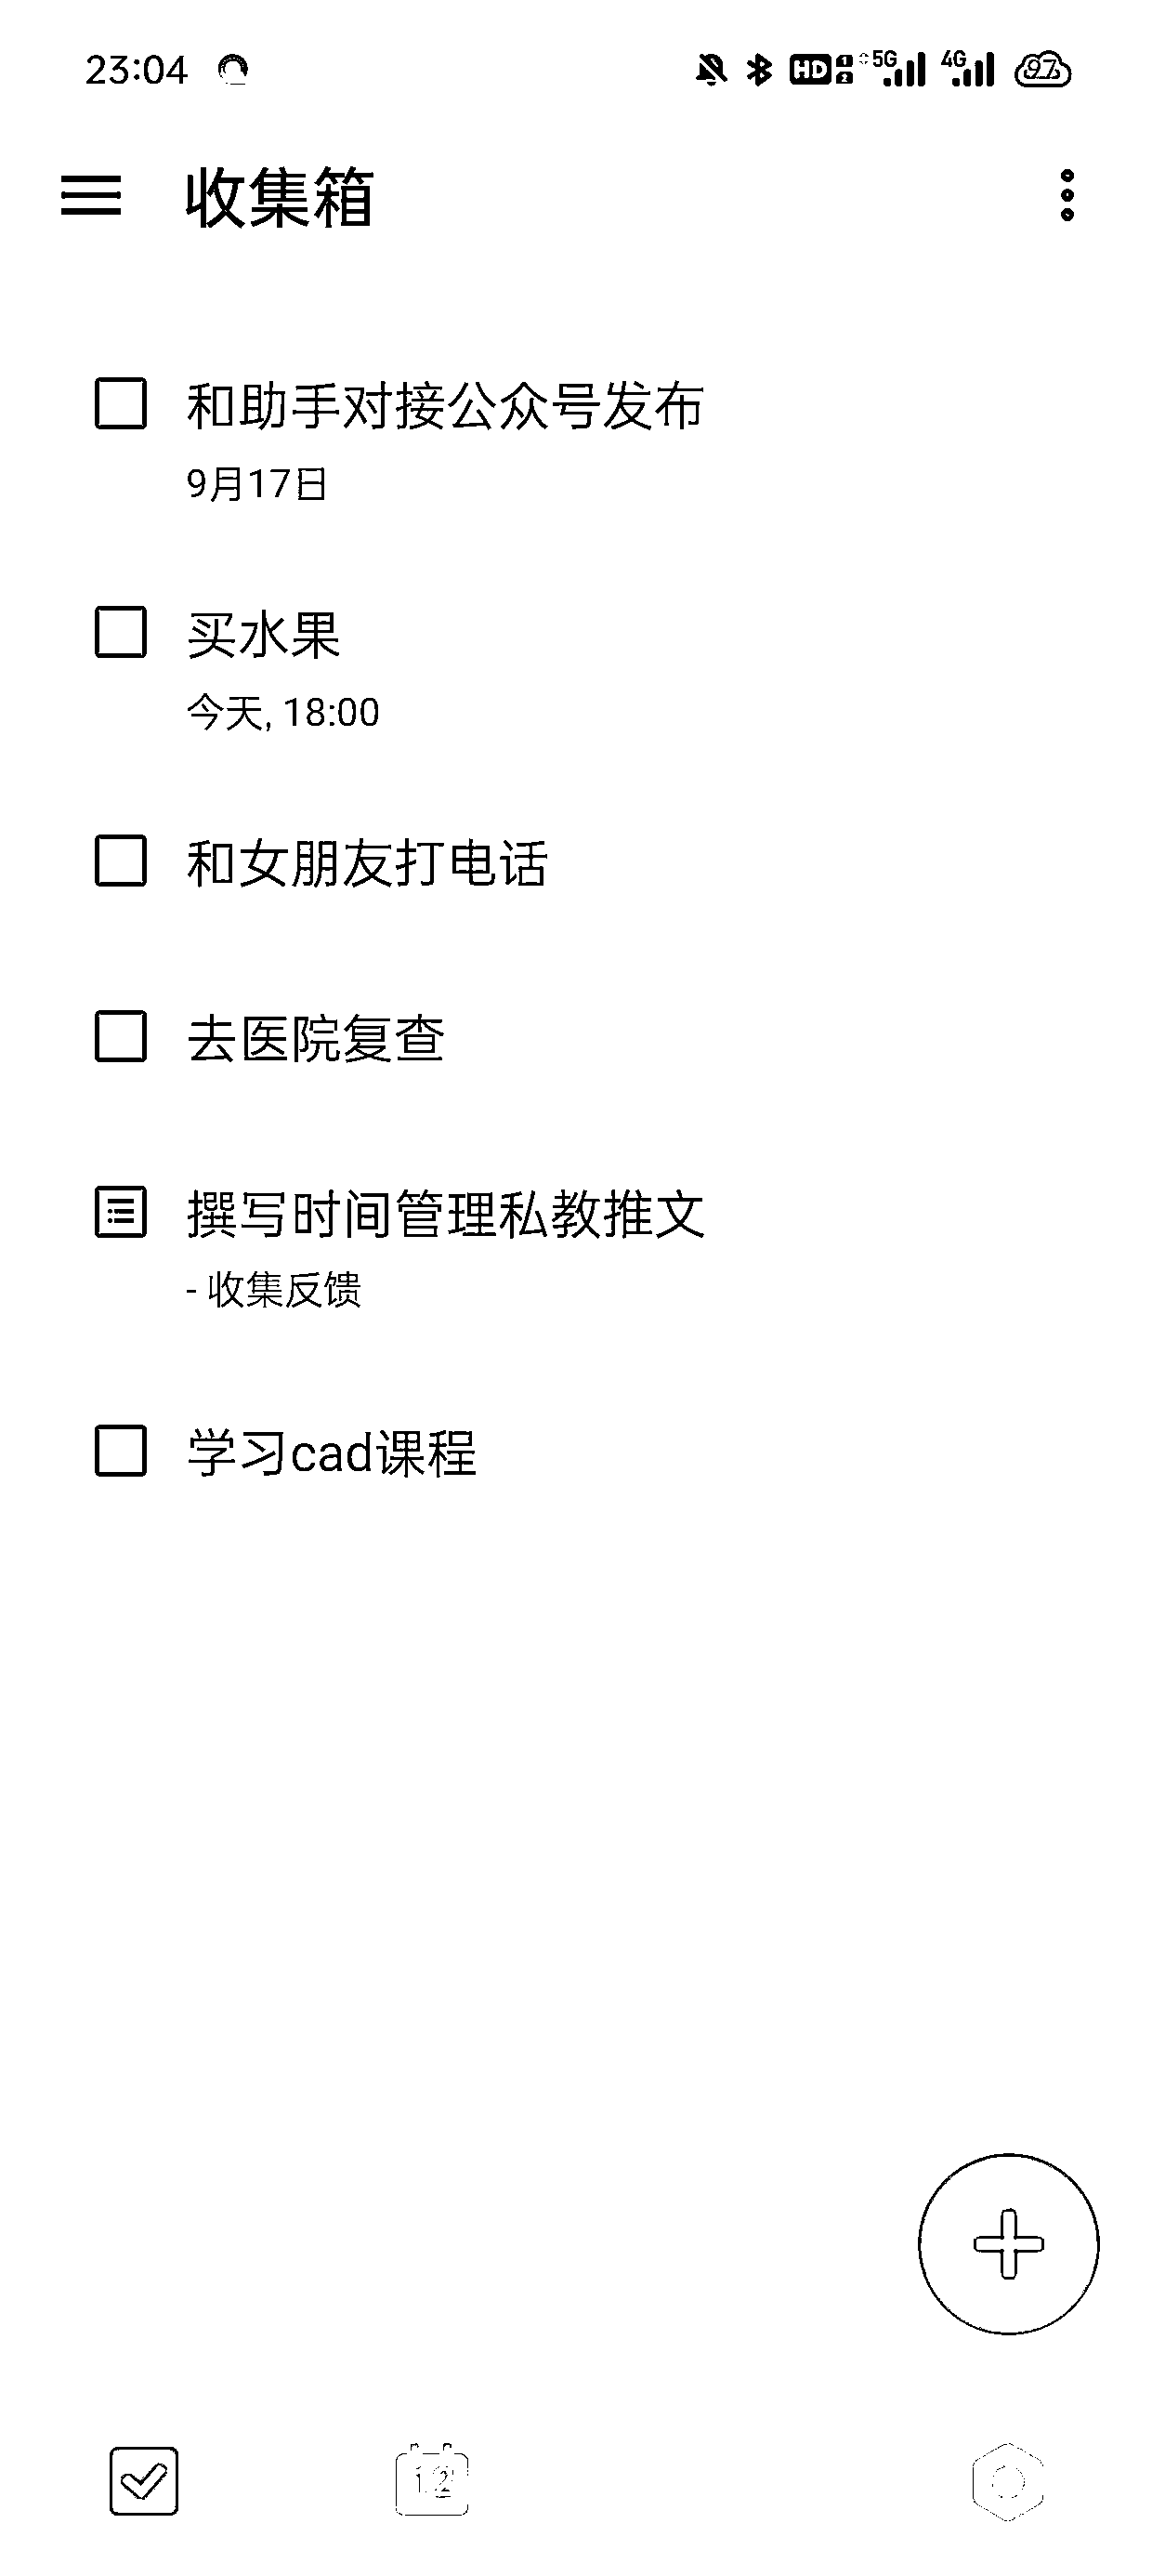 23:04
HD 1 2 5G 4G 97
收集箱
和助手对接公众号发布
9月17日
买水果
今天, 18:00
和女朋友打电话
去医院复查
撰写时间管理私教推文
- 收集反馈
学习cad课程
12